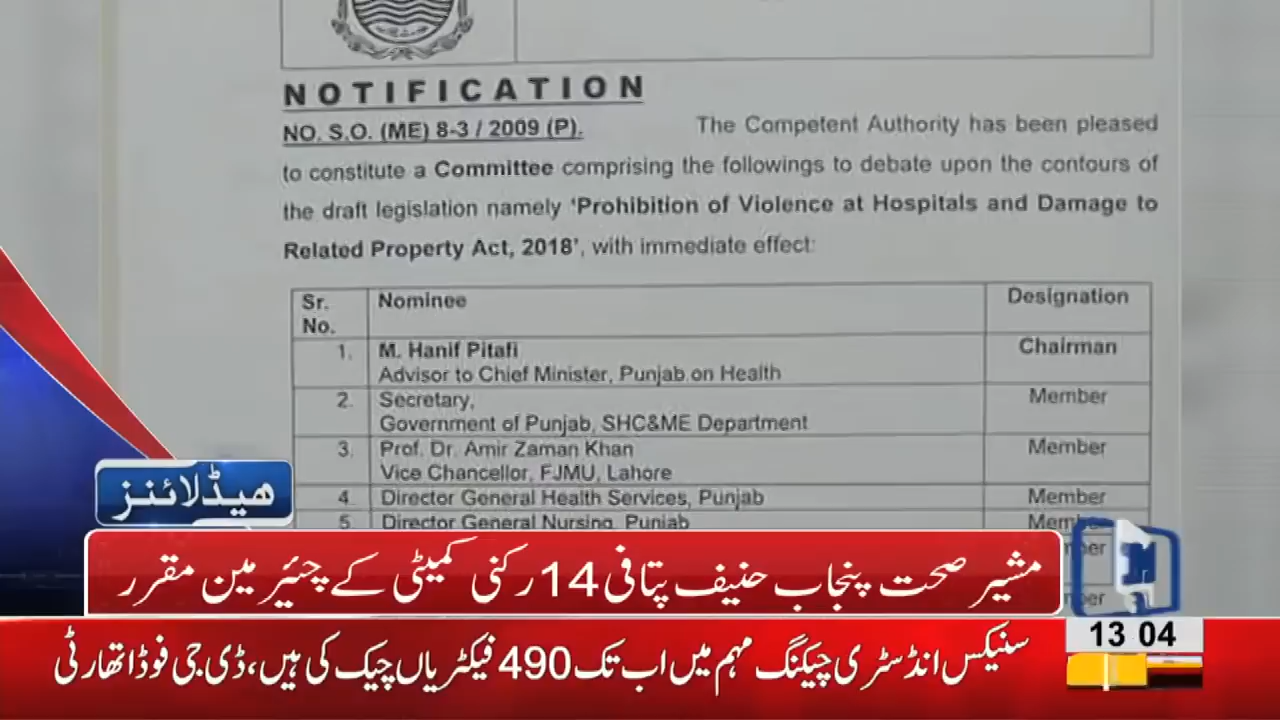 NOTIFICATION
NO. S.O. (ME) 8-3 / 2009 (P). The Competent Authority has been pleased
to constitute a Committee comprising the followings to debate upon the contours of
the draft legislation namely 'Prohibition of Violence at Hospitals and Damage to
Related Property Act, 2018', with immediate effect:
Sr. No. Nominee Designation
1. M. Hanif Pitafi Chairman
Advisor to Chief Minister, Punjab on Health
2. Secretary, Member
Government of Punjab, SHC&ME Department
3. Prof. Dr. Amir Zaman Khan Member
Vice Chancellor, FJMU, Lahore
4. Director General Health Services, Punjab Member
5. Director General Nursing, Punjab
ھیڈلائنز
مشیر صحت پنجاب حنیف پتافی 14 رکنی کمیٹی کے چئیرمین مقرر
13 04
سنیکس انڈسٹری چیکنگ مہم میں اب تک 490 فیکٹریاں چیک کی ہیں، ڈی جی فوڈ اتھارٹی